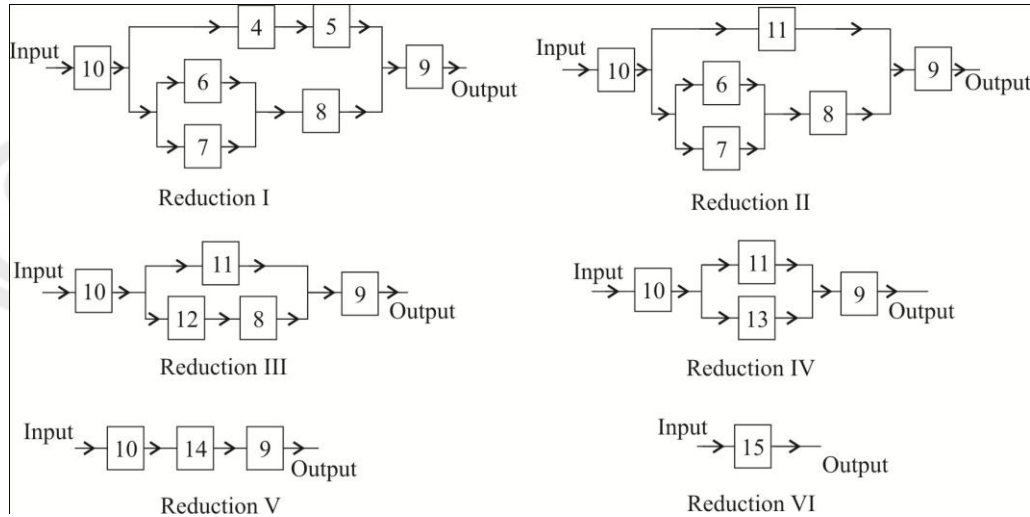 Input
10
4
5
6
7
8
9
Output
Reduction I
Input
10
11
6
7
8
9
Output
Reduction II
Input
10
11
12
8
9
Output
Reduction III
Input
10
11
13
9
Output
Reduction IV
Input
10
14
9
Output
Reduction V
Input
15
Output
Reduction VI